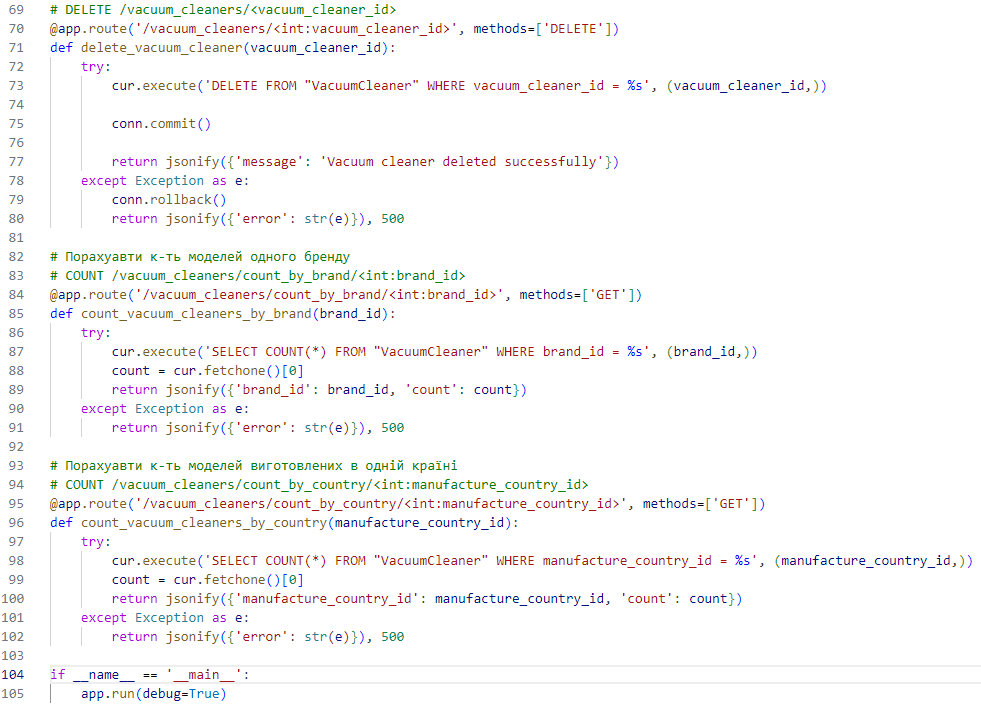 69 # DELETE /vacuum_cleaners/<vacuum_cleaner_id>
70 @app.route('/vacuum_cleaners/<int:vacuum_cleaner_id>', methods=['DELETE'])
71 def delete_vacuum_cleaner(vacuum_cleaner_id):
72     try:
73         cur.execute('DELETE FROM "VacuumCleaner" WHERE vacuum_cleaner_id = %s', (vacuum_cleaner_id,))
74
75         conn.commit()
76
77         return jsonify({'message': 'Vacuum cleaner deleted successfully'})
78     except Exception as e:
79         conn.rollback()
80         return jsonify({'error': str(e)}), 500
81
82 # Порахуавти к-ть моделей одного бренду
83 # COUNT /vacuum_cleaners/count_by_brand/<int:brand_id>
84 @app.route('/vacuum_cleaners/count_by_brand/<int:brand_id>', methods=['GET'])
85 def count_vacuum_cleaners_by_brand(brand_id):
86     try:
87         cur.execute('SELECT COUNT(*) FROM "VacuumCleaner" WHERE brand_id = %s', (brand_id,))
88         count = cur.fetchone()[0]
89         return jsonify({'brand_id': brand_id, 'count': count})
90     except Exception as e:
91         return jsonify({'error': str(e)}), 500
92
93 # Порахуавти к-ть моделей виготовлених в одній країні
94 # COUNT /vacuum_cleaners/count_by_country/<int:manufacture_country_id>
95 @app.route('/vacuum_cleaners/count_by_country/<int:manufacture_country_id>', methods=['GET'])
96 def count_vacuum_cleaners_by_country(manufacture_country_id):
97     try:
98         cur.execute('SELECT COUNT(*) FROM "VacuumCleaner" WHERE manufacture_country_id = %s', (manufacture_country_id,))
99         count = cur.fetchone()[0]
100         return jsonify({'manufacture_country_id': manufacture_country_id, 'count': count})
101     except Exception as e:
102         return jsonify({'error': str(e)}), 500
103
104 if __name__ == '__main__':
105     app.run(debug=True)